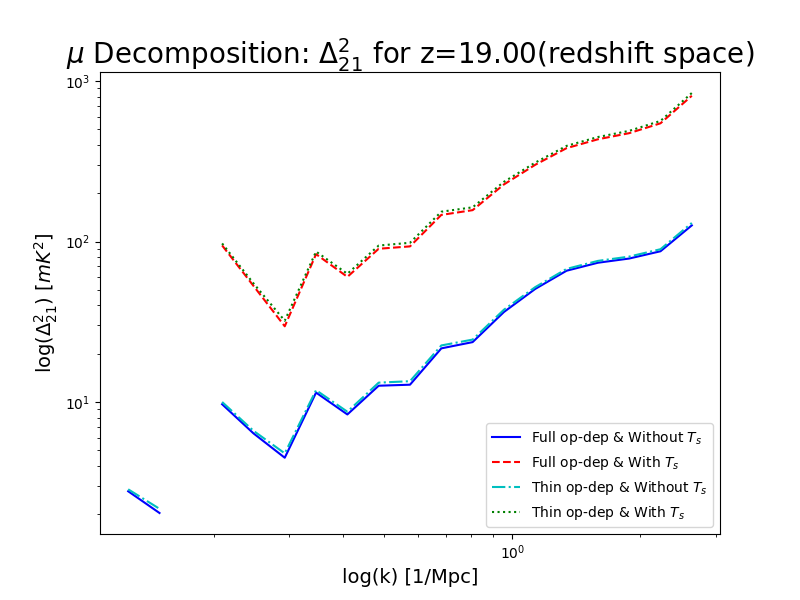 μ Decomposition: Δ²₂₁ for z=19.00(redshift space)
10³
10²
10¹
log(Δ²₂₁) [mK²]
Full op-dep & Without Tₛ
Full op-dep & With Tₛ
Thin op-dep & Without Tₛ
Thin op-dep & With Tₛ
10⁰
log(k) [1/Mpc]